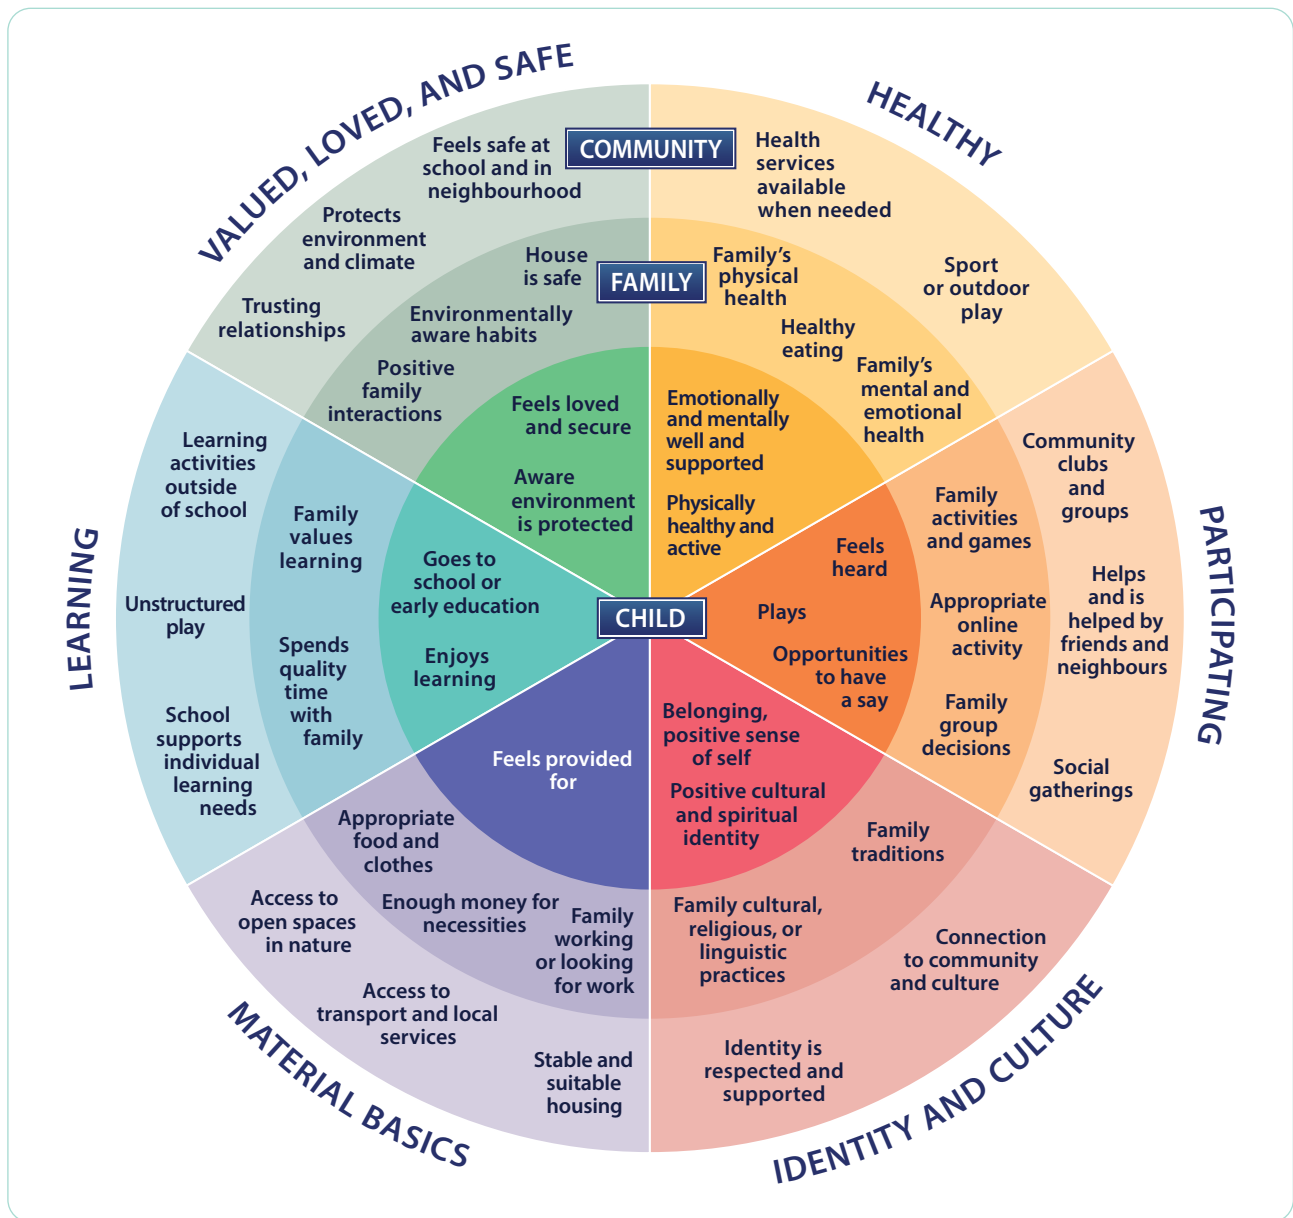 VALUED, LOVED, AND SAFE
HEALTHY
PARTICIPATING
IDENTITY AND CULTURE
MATERIAL BASICS
LEARNING
COMMUNITY
FAMILY
CHILD
Feels safe at
school and in
neighbourhood
Protects
environment
and climate
Trusting
relationships
House
is safe
Environmentally
aware habits
Positive
family
interactions
Feels loved
and secure
Aware
environment
is protected
Health
services
available
when needed
Sport
or outdoor
play
Family’s
physical
health
Healthy
eating
Family’s
mental and
emotional
health
Emotionally
and mentally
well and
supported
Physically
healthy and
active
Community
clubs
and
groups
Helps
and is
helped by
friends and
neighbours
Social
gatherings
Family
activities
and games
Appropriate
online
activity
Family
group
decisions
Feels
heard
Plays
Opportunities
to have
a say
Belonging,
positive sense
of self
Positive cultural
and spiritual
identity
Family
traditions
Family cultural,
religious, or
linguistic
practices
Connection
to community
and culture
Identity is
respected and
supported
Feels provided
for
Appropriate
food and
clothes
Enough money for
necessities
Family
working
or looking
for work
Access to
open spaces
in nature
Access to
transport and local
services
Stable and
suitable
housing
Learning
activities
outside
of school
Unstructured
play
School
supports
individual
learning
needs
Family
values
learning
Spends
quality
time
with
family
Goes to
school or
early education
Enjoys
learning